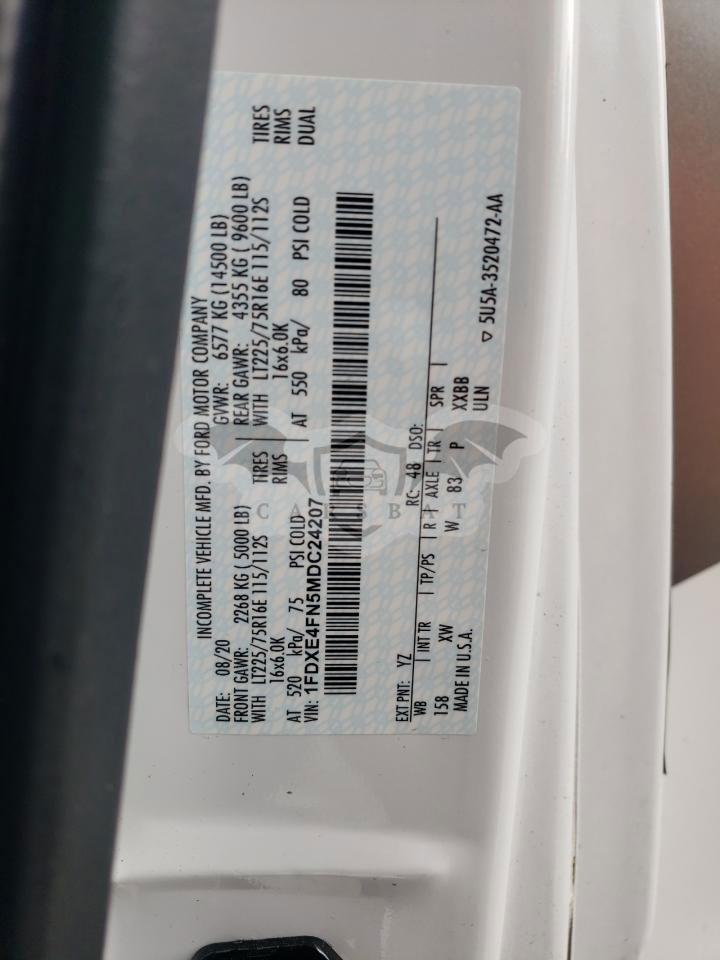 INCOMPLETE VEHICLE MFD. BY FORD MOTOR COMPANY
DATE: 08/20 GVWR: 6577 KG (14500 LB)
FRONT GAWR: 2268 KG ( 5000 LB) REAR GAWR: 4355 KG ( 9600 LB)
WITH LT225/75R16E 115/112S TIRES WITH LT225/75R16E 115/112S TIRES
16x6.0K RIMS 16x6.0K RIMS
AT 520 kPa/ 75 PSI COLD AT 550 kPa/ 80 PSI COLD DUAL
VIN: 1FDXE4FN5MDC24207
EXT PNT: YZ RC: 48 DSO:
WB INT TR TP/PS R AXLE TR SPR
158 XW W 83 P XXBB
MADE IN U.S.A. ULN
▽ 5U5A-3520472-AA
CARSBAT